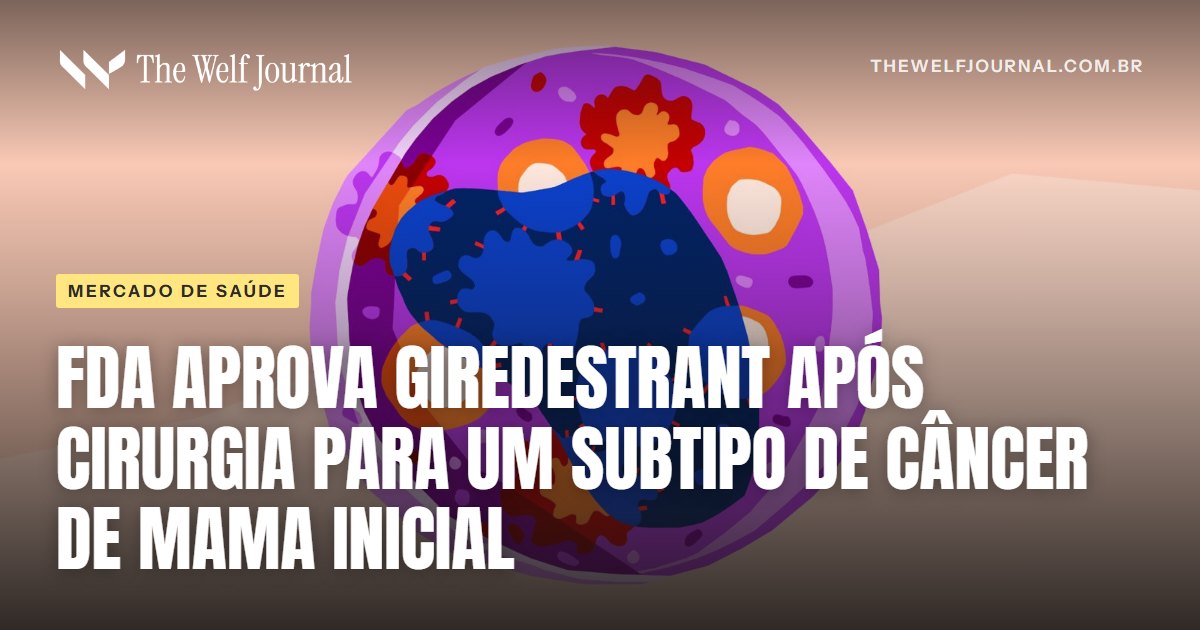 The Welf Journal
THEWELFJOURNAL.COM.BR
MERCADO DE SAÚDE
FDA APROVA GIREDESTRANT APÓS
CIRURGIA PARA UM SUBTIPO DE CÂNCER
DE MAMA INICIAL